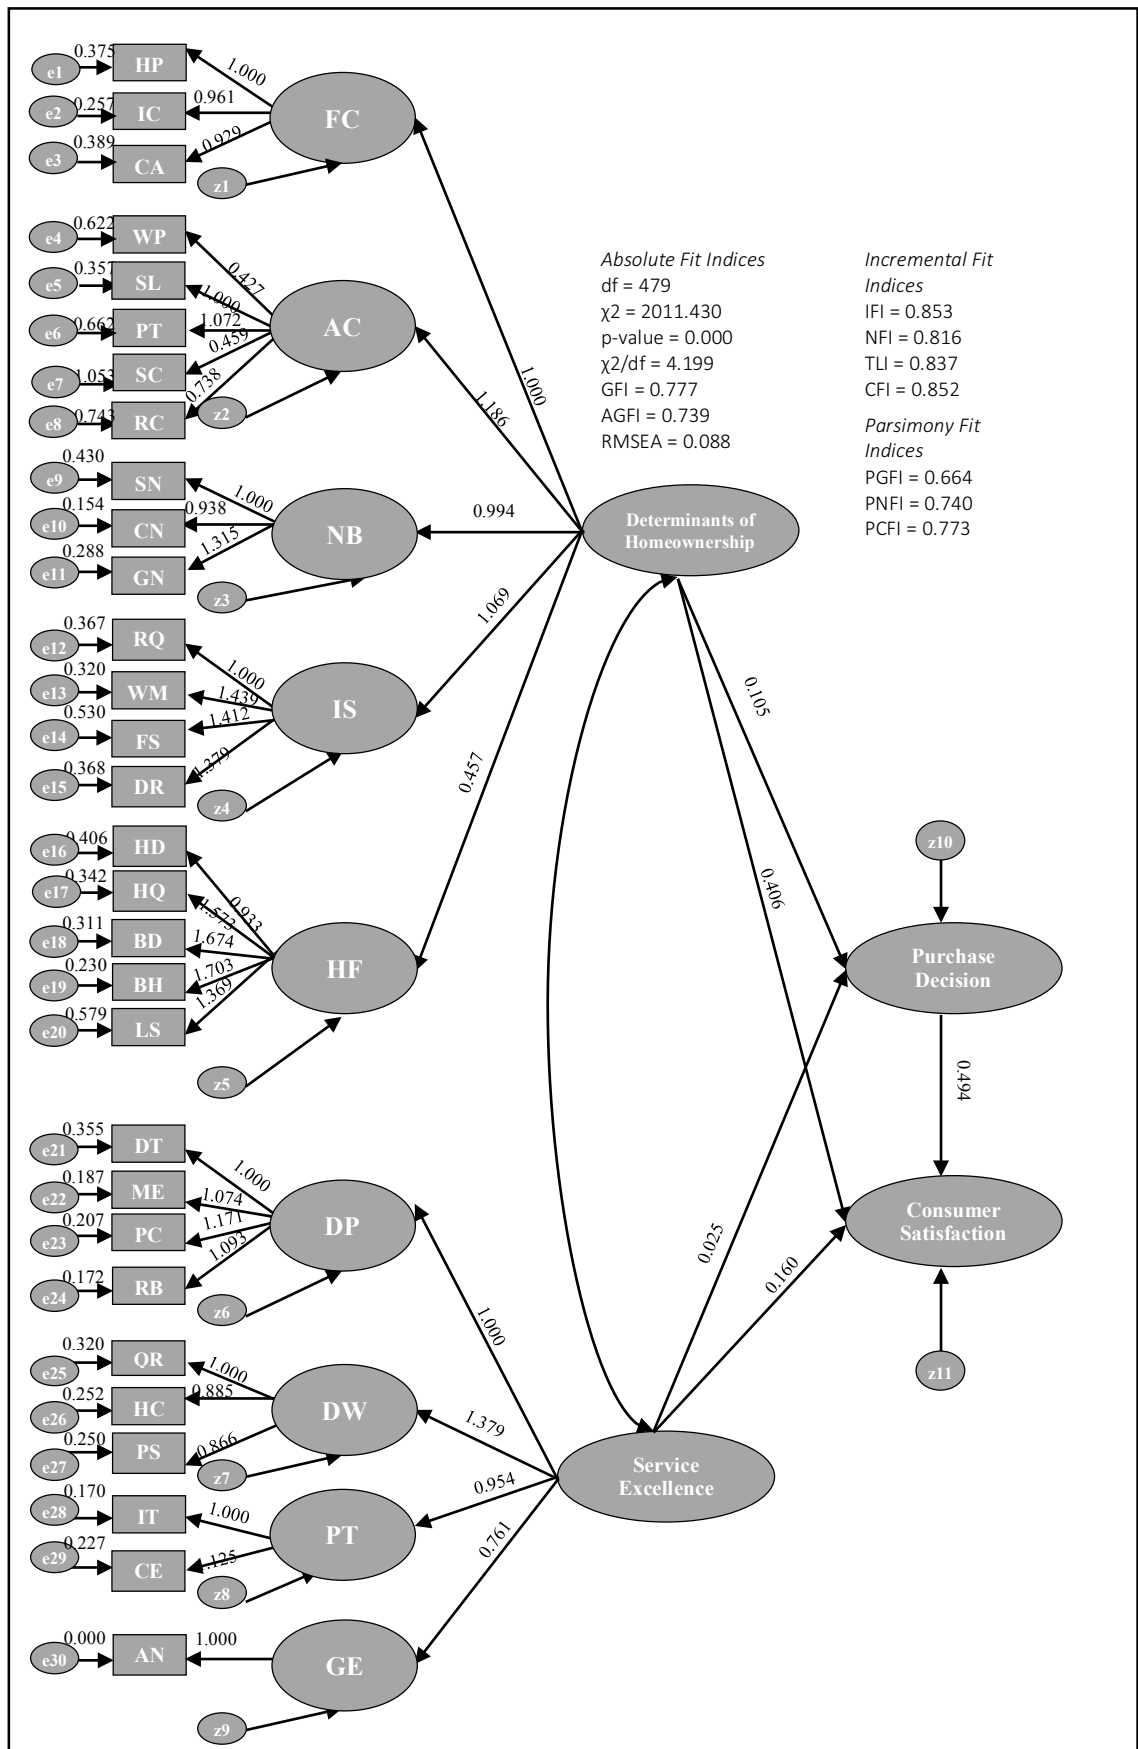 0.375
e1
HP
1.000
0.257
e2
IC
0.961
FC
0.389
e3
CA
0.929
z1
0.622
e4
WP
0.427
0.357
e5
SL
1.000
0.662
e6
PT
1.072
AC
1.053
e7
SC
0.459
0.743
e8
RC
0.738
z2
Absolute Fit Indices
df = 479
χ2 = 2011.430
p-value = 0.000
χ2/df = 4.199
GFI = 0.777
AGFI = 0.739
RMSEA = 0.088
Incremental Fit
Indices
IFI = 0.853
NFI = 0.816
TLI = 0.837
CFI = 0.852
Parsimony Fit
Indices
PGFI = 0.664
PNFI = 0.740
PCFI = 0.773
1.000
1.186
0.430
e9
SN
1.000
0.154
e10
CN
0.938
NB
0.994
Determinants of
Homeownership
0.288
e11
GN
1.315
z3
0.367
e12
RQ
1.000
1.069
0.320
e13
WM
1.439
IS
0.530
e14
FS
1.412
0.368
e15
DR
1.379
z4
0.457
0.105
0.406
0.406
e16
HD
0.933
0.342
e17
HQ
1.573
0.311
e18
BD
1.674
HF
0.230
e19
BH
1.703
0.579
e20
LS
1.369
z5
z10
Purchase
Decision
0.494
0.355
e21
DT
1.000
0.187
e22
ME
1.074
DP
0.207
e23
PC
1.171
0.172
e24
RB
1.093
z6
1.000
0.025
0.160
Consumer
Satisfaction
z11
0.320
e25
QR
1.000
0.252
e26
HC
0.885
DW
1.379
0.250
e27
PS
0.866
z7
Service
Excellence
0.170
e28
IT
1.000
PT
0.954
0.227
e29
CE
1.125
z8
0.761
0.000
e30
AN
1.000
GE
z9